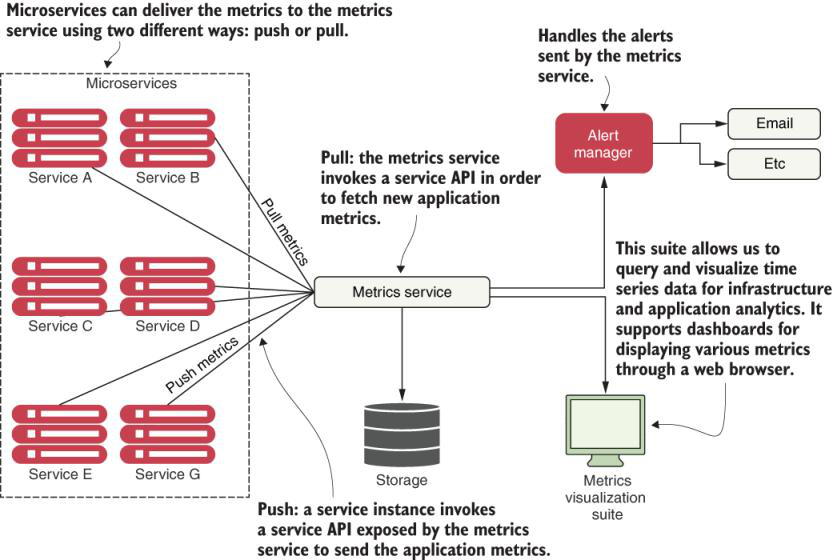 Microservices can deliver the metrics to the metrics
service using two different ways: push or pull.
Handles the alerts
sent by the metrics
service.
Microservices
Service A
Service B
Alert
manager
Email
Etc
Pull: the metrics service
invokes a service API in order
to fetch new application
metrics.
Pull metrics
This suite allows us to
query and visualize time
series data for infrastructure
and application analytics. It
supports dashboards for
displaying various metrics
through a web browser.
Metrics service
Service C
Service D
Push metrics
Service E
Service G
Storage
Metrics
visualization
suite
Push: a service instance invokes
a service API exposed by the metrics
service to send the application metrics.